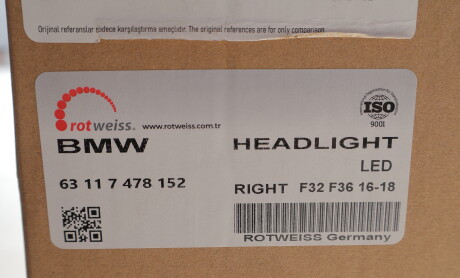 Orijinal referanslar sadece karşılaştırma ameçlidir. The original references are for only comparison
rotweiss. www.rotweiss.com.tr
ISO
9001
BMW
HEADLIGHT
LED
63 11 7 478 152
RIGHT F32 F36 16-18
ROTWEISS Germany